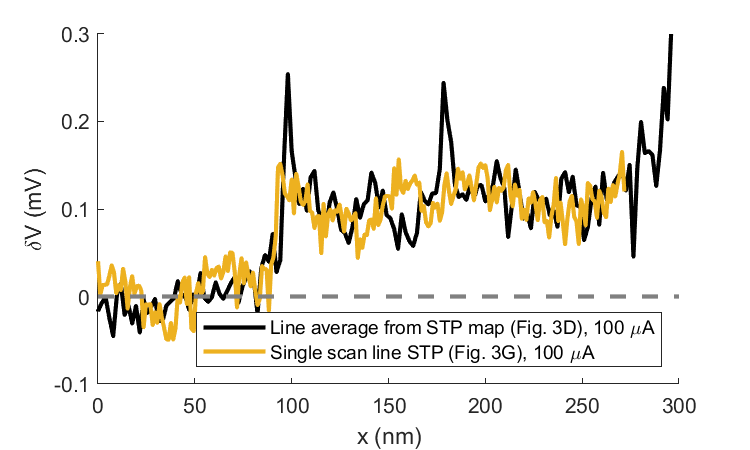 0.3
0.2
0.1
0
-0.1
δV (mV)
Line average from STP map (Fig. 3D), 100 μA
Single scan line STP (Fig. 3G), 100 μA
0 50 100 150 200 250 300
x (nm)